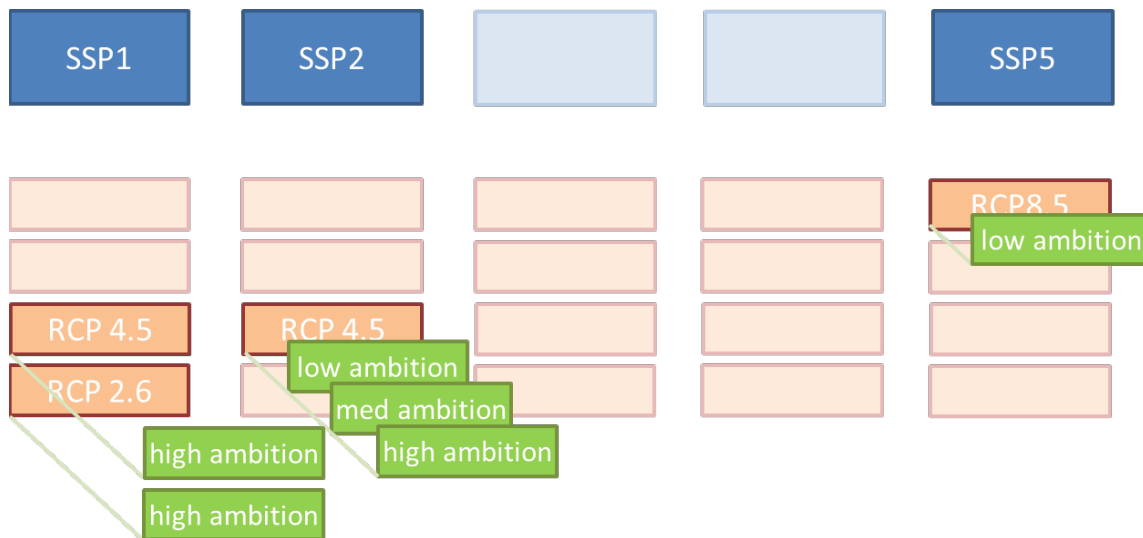 SSP1
SSP2
SSP5
RCP8.5
low ambition
RCP 4.5
RCP 4.5
low ambition
RCP 2.6
med ambition
high ambition
high ambition
high ambition